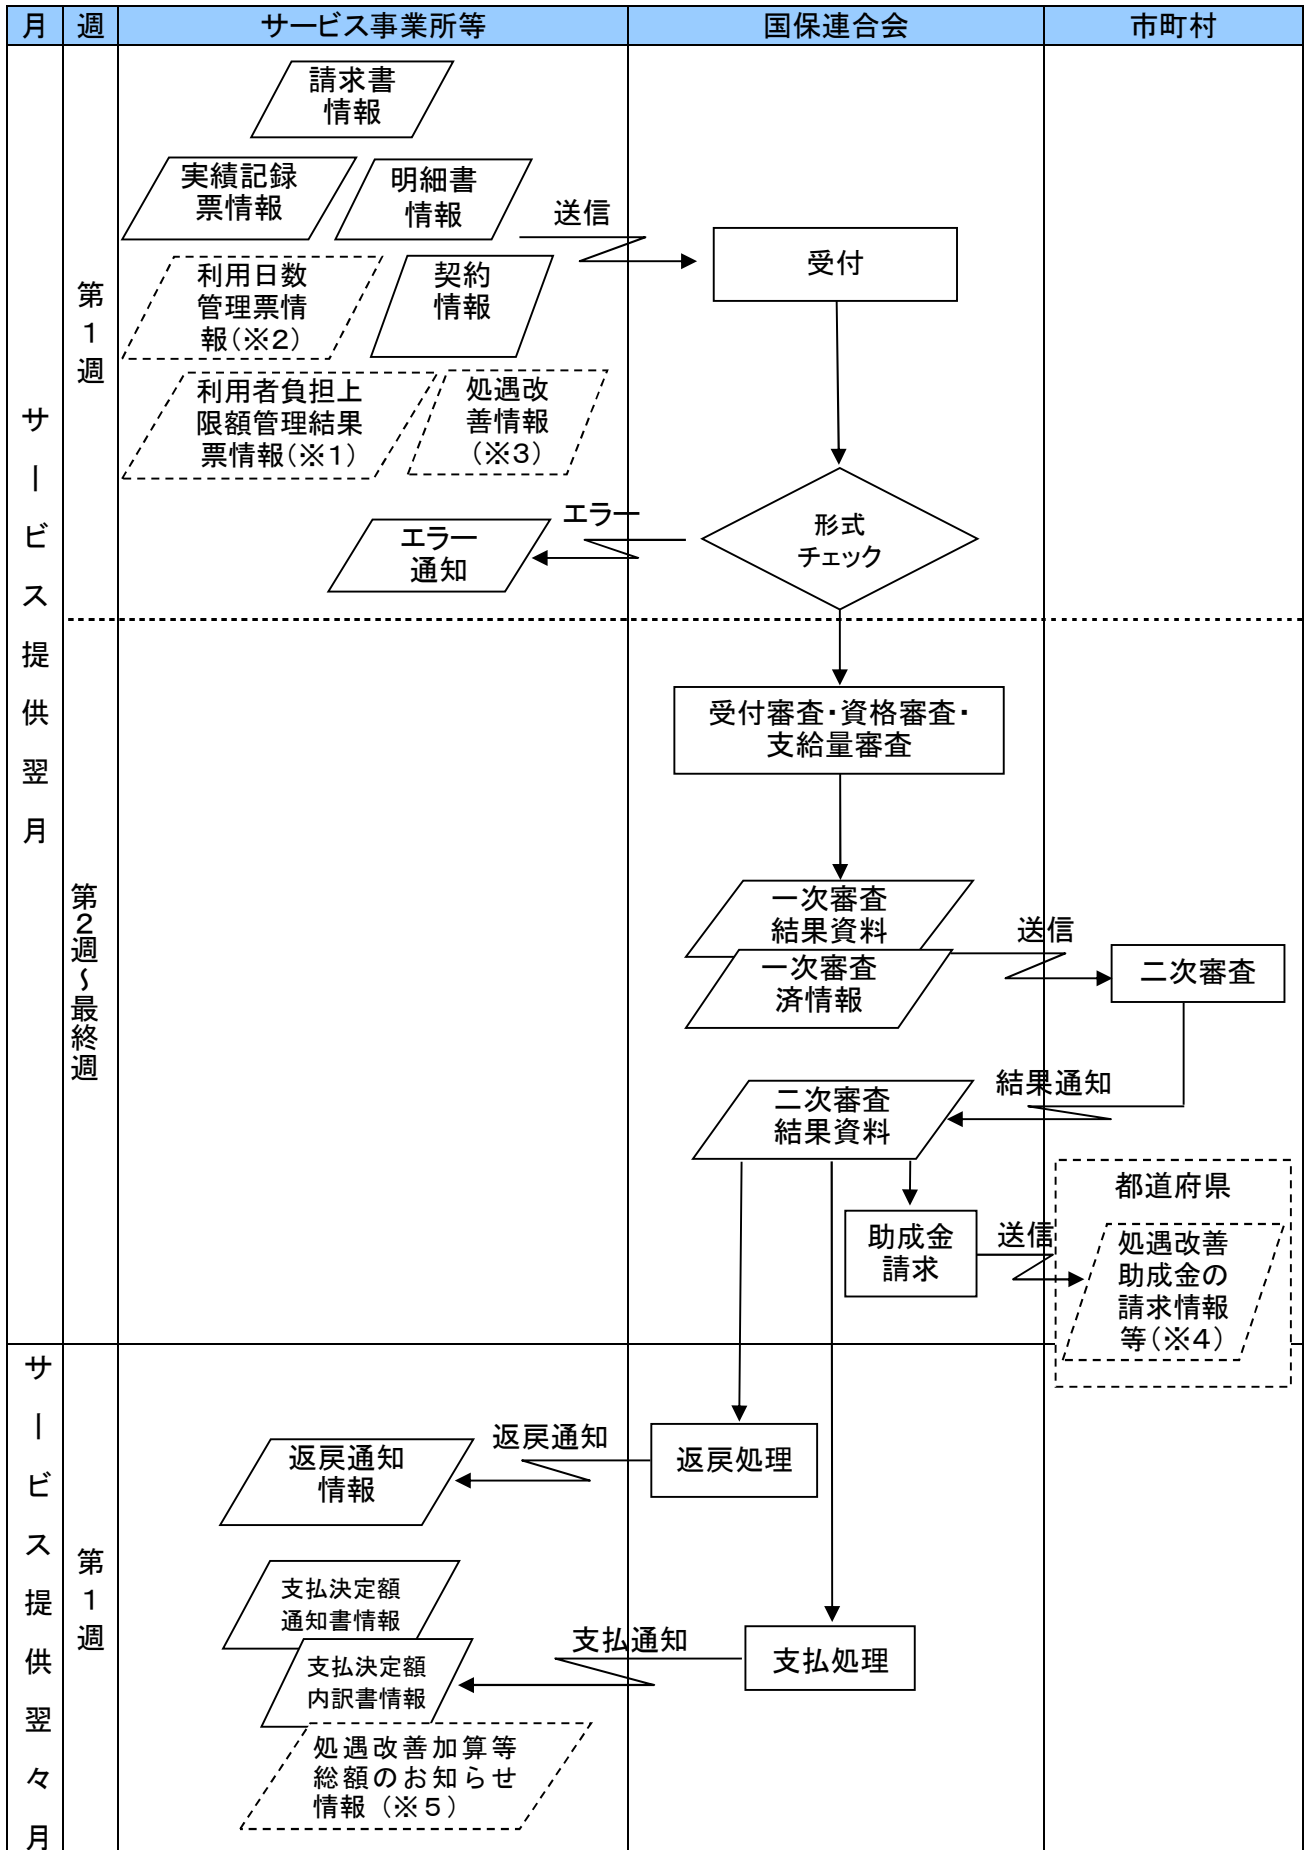 月
週
サービス事業所等
国保連合会
市町村
サービス提供翌月
第1週
請求書
情報
実績記録
票情報
明細書
情報
送信
受付
利用日数
管理票情
報(※2)
契約
情報
利用者負担上
限額管理結果
票情報(※1)
処遇改
善情報
(※3)
エラー
エラー
通知
形式
チェック
第2週~最終週
受付審査・資格審査・
支給量審査
一次審査
結果資料
一次審査
済情報
送信
二次審査
結果通知
二次審査
結果資料
助成金
請求
送信
都道府県
処遇改善
助成金の
請求情報
等(※4)
サービス提供翌々月
第1週
返戻処理
返戻通知
返戻通知
情報
支払決定額
通知書情報
支払通知
支払処理
支払決定額
内訳書情報
処遇改善加算等
総額のお知らせ
情報(※5)